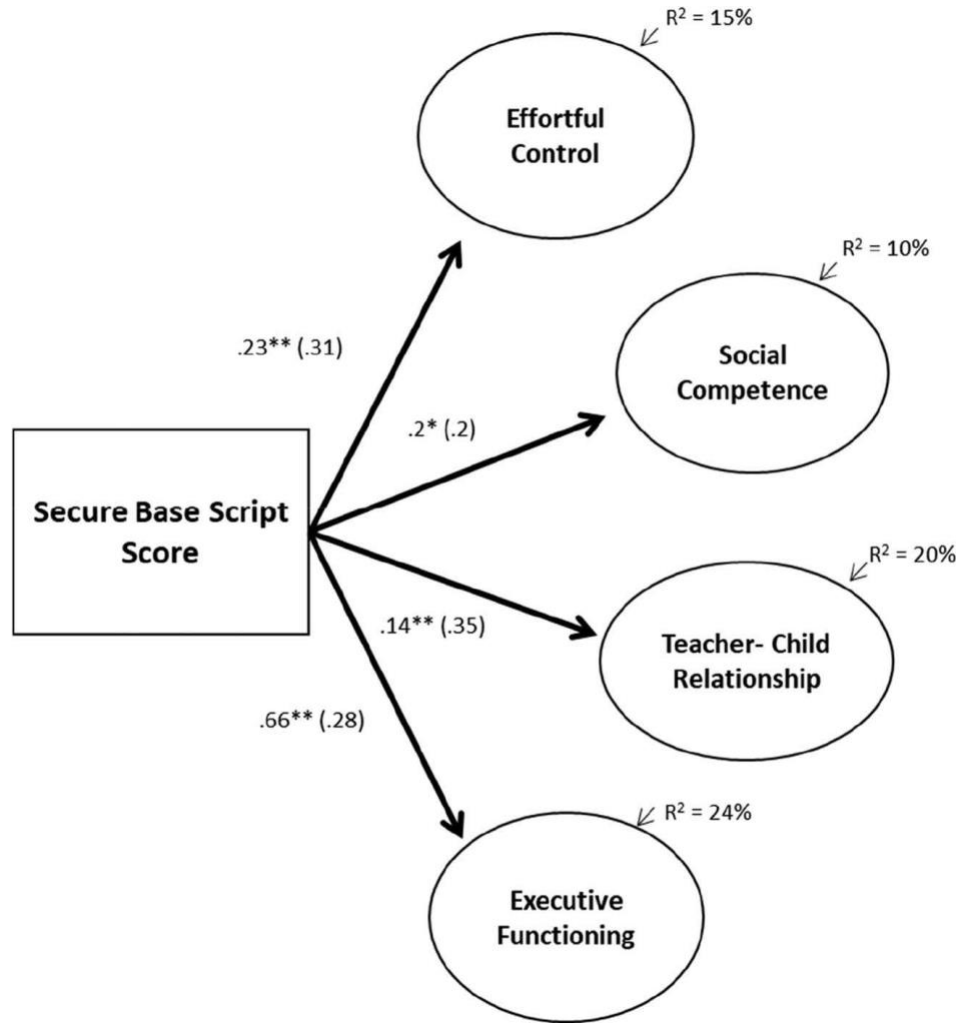 R² = 15%
Effortful
Control
R² = 10%
.23** (.31)
Social
Competence
.2* (.2)
Secure Base Script
Score
R² = 20%
.14** (.35)
Teacher- Child
Relationship
.66** (.28)
R² = 24%
Executive
Functioning